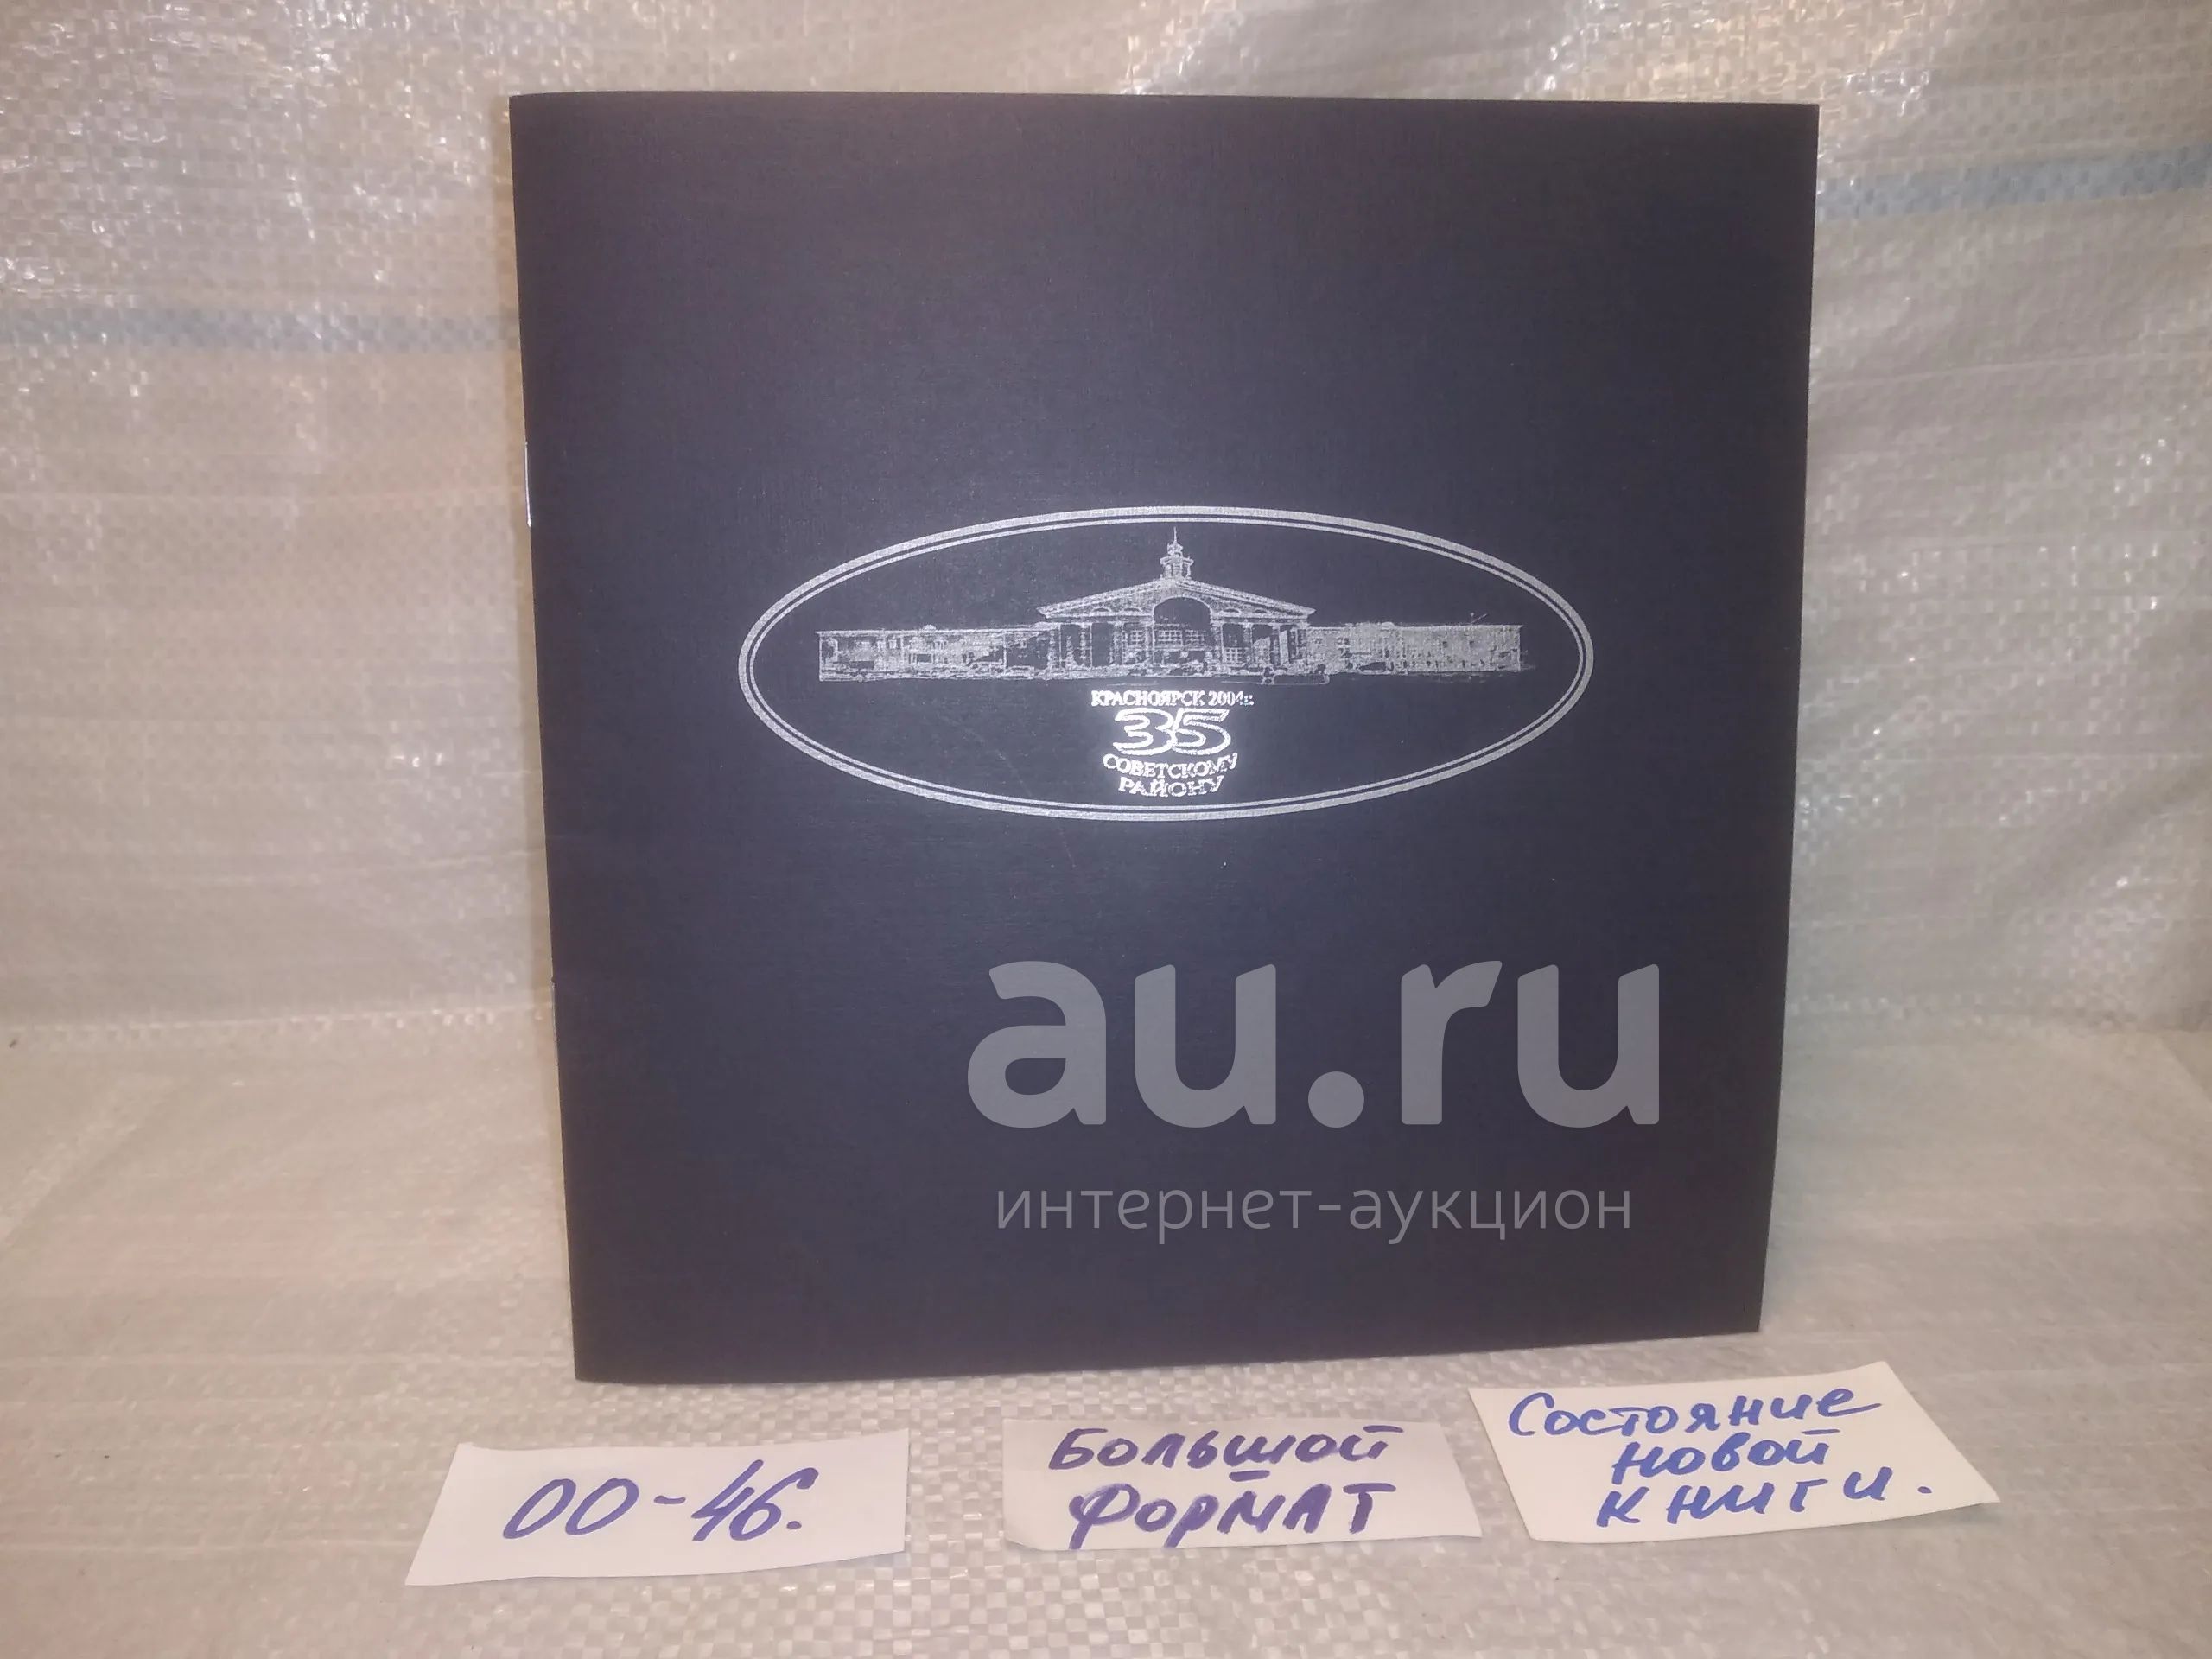 КРАСНОЯРСК 2004г.
35
СОВЕТСКОМУ
РАЙОНУ
au.ru
интернет-аукцион
00-46.
Большой
формат
Состояние
новой
книги.